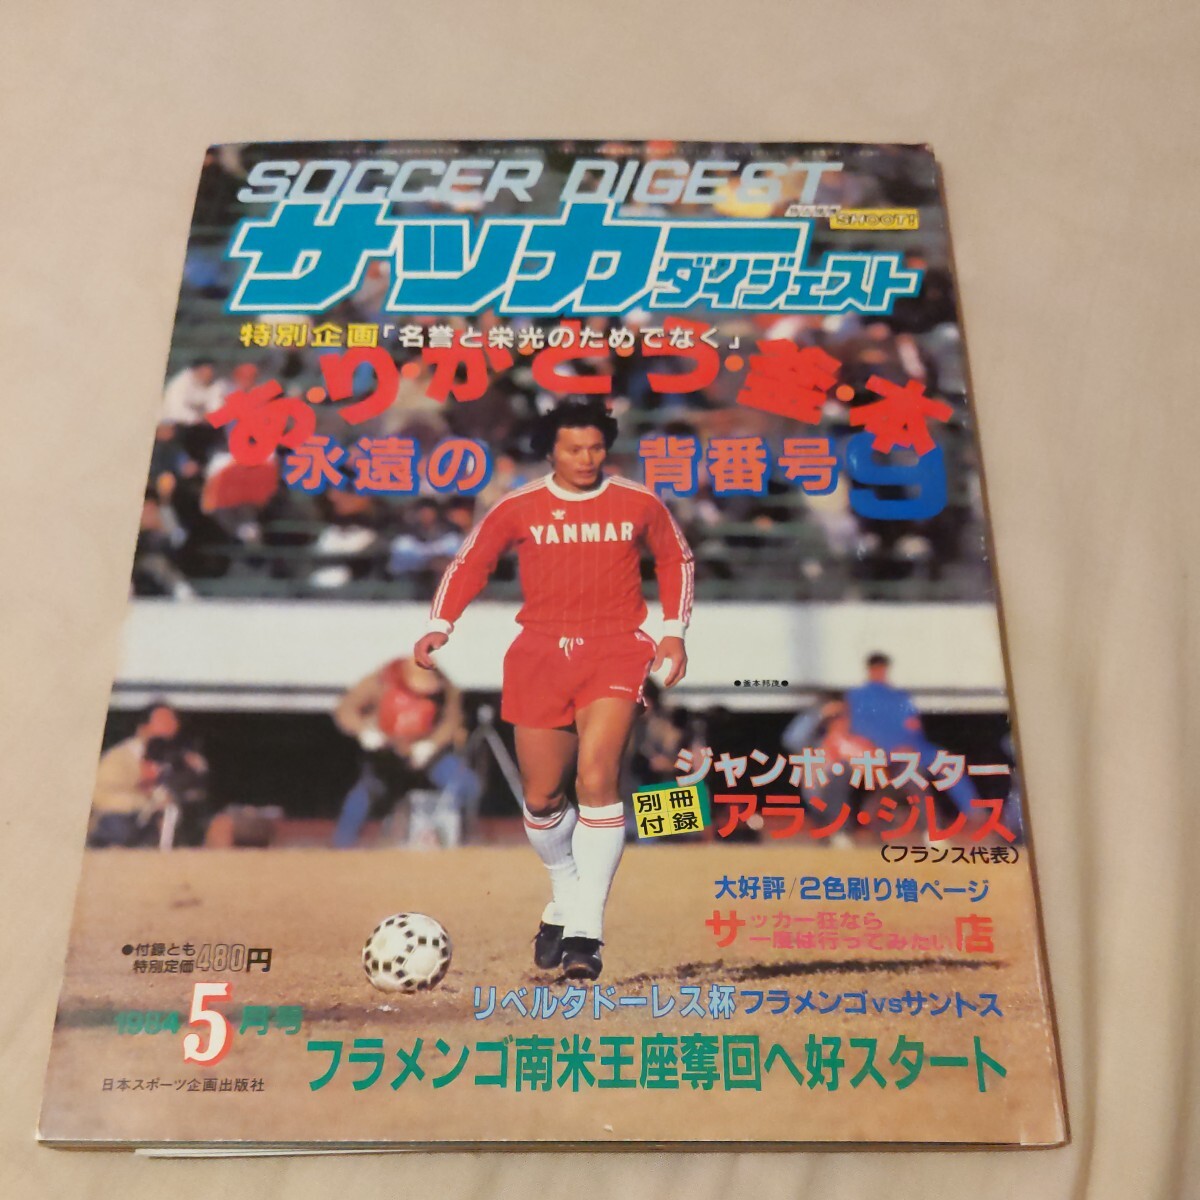 SOCCER DIGEST
SHOOT!
サッカーダイジェスト
特別企画「名誉と栄光のためでなく」
あ・り・が・と・う・釜・本
永遠の 背番号9
YANMAR
●釜本邦茂●
ジャンボ・ポスター
別冊付録
アラン・ジレス
(フランス代表)
大好評/2色刷り増ページ
サッカー狂なら
一度は行ってみたい店
●付録とも
特別定価480円
1984 5月号
リベルタドーレス杯フラメンゴvsサントス
フラメンゴ南米王座奪回へ好スタート
日本スポーツ企画出版社